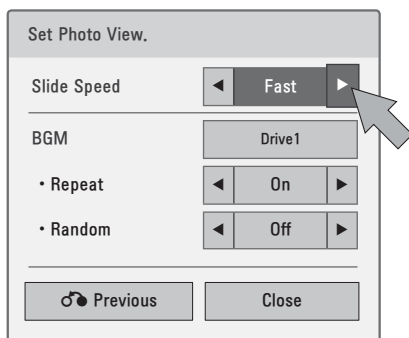 Set Photo View.
Slide Speed ◀ Fast ▶
BGM Drive1
• Repeat ◀ On ▶
• Random ◀ Off ▶
Previous Close